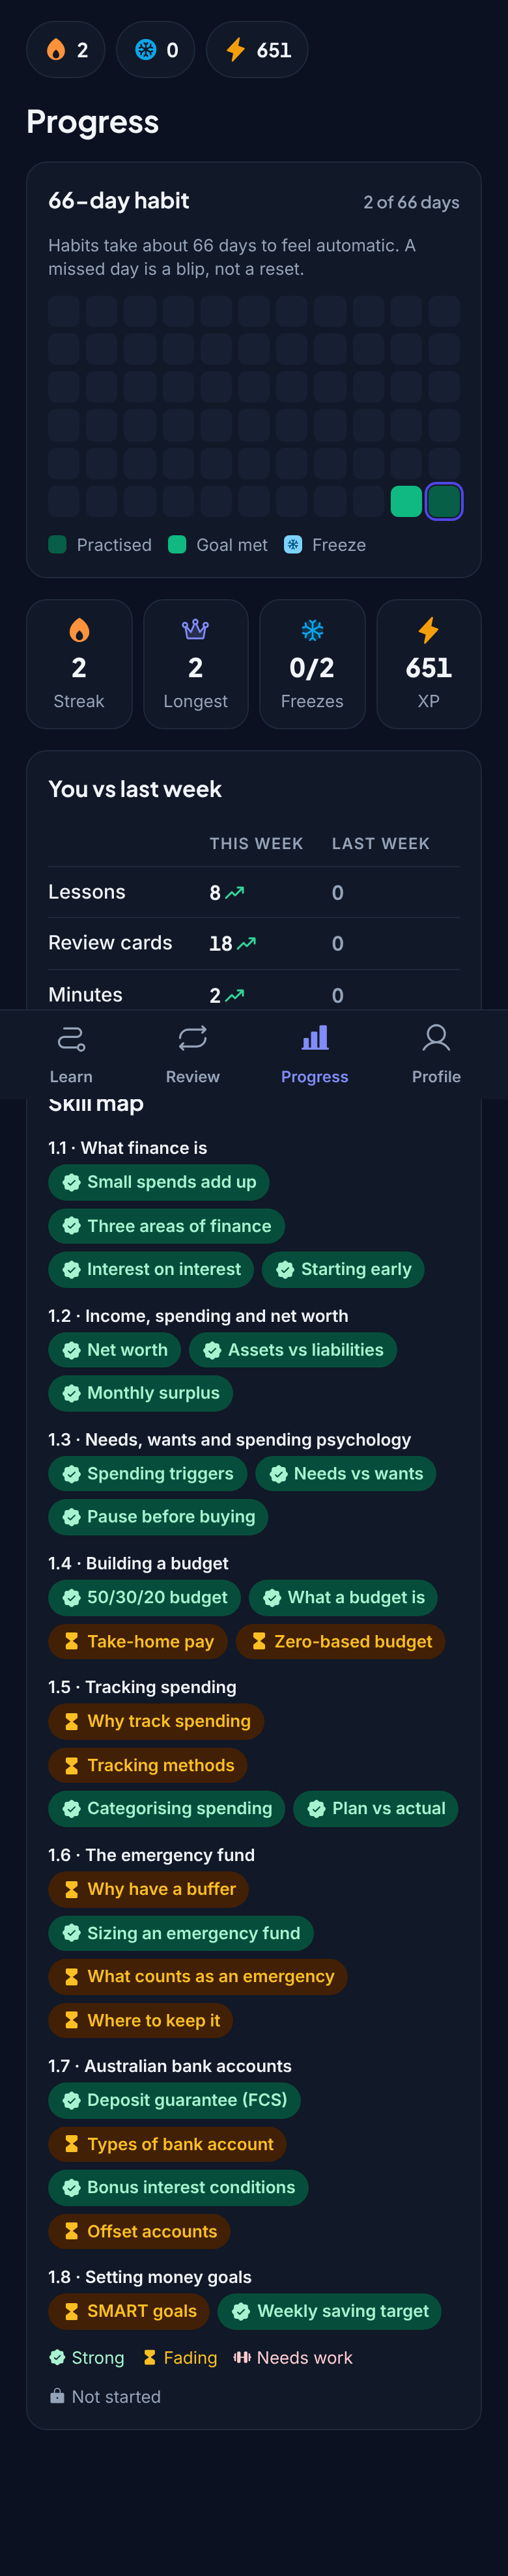 2 0 651
Progress
66-day habit 2 of 66 days
Habits take about 66 days to feel automatic. A
missed day is a blip, not a reset.
Practised Goal met Freeze
2 2 0/2 651
Streak Longest Freezes XP
You vs last week
THIS WEEK LAST WEEK
Lessons 8 0
Review cards 18 0
Minutes 2 0
Learn Review Progress Profile
Skill map
1.1 · What finance is
Small spends add up
Three areas of finance
Interest on interest Starting early
1.2 · Income, spending and net worth
Net worth Assets vs liabilities
Monthly surplus
1.3 · Needs, wants and spending psychology
Spending triggers Needs vs wants
Pause before buying
1.4 · Building a budget
50/30/20 budget What a budget is
Take-home pay Zero-based budget
1.5 · Tracking spending
Why track spending
Tracking methods
Categorising spending Plan vs actual
1.6 · The emergency fund
Why have a buffer
Sizing an emergency fund
What counts as an emergency
Where to keep it
1.7 · Australian bank accounts
Deposit guarantee (FCS)
Types of bank account
Bonus interest conditions
Offset accounts
1.8 · Setting money goals
SMART goals Weekly saving target
Strong Fading Needs work
Not started